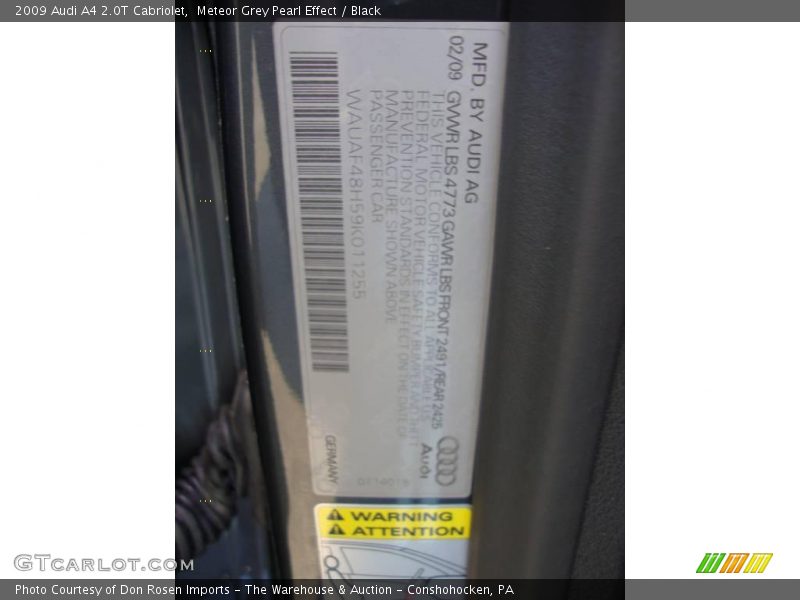 2009 Audi A4 2.0T Cabriolet, Meteor Grey Pearl Effect / Black
MFD. BY AUDI AG
02/09 GVWR LBS 4773 GAWR LBS FRONT 2491/REAR 2425
THIS VEHICLE CONFORMS TO ALL APPLICABLE U.S.
FEDERAL MOTOR VEHICLE SAFETY BUMPER AND THEFT
PREVENTION STANDARDS IN EFFECT ON THE DATE OF
MANUFACTURE SHOWN ABOVE
PASSENGER CAR
WAUAF48H59K011255
Audi
GERMANY
WARNING
ATTENTION
GTCARLOT.COM
Photo Courtesy of Don Rosen Imports - The Warehouse & Auction - Conshohocken, PA